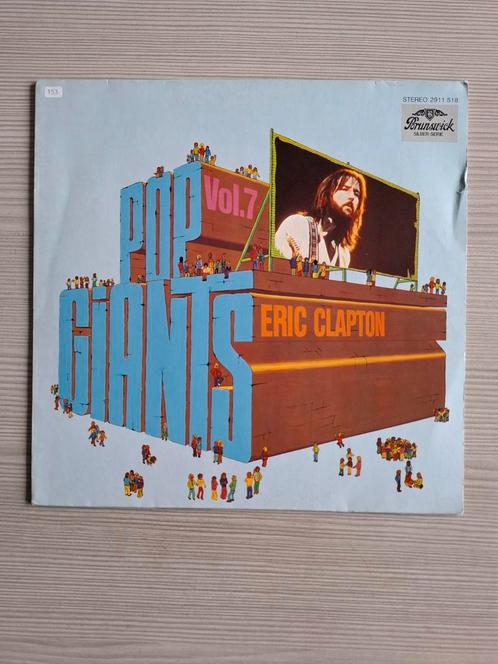 153
STEREO 2911 518
Brunswick
SILBER-SERIE
POP
Vol.7
GIANTS
ERIC CLAPTON